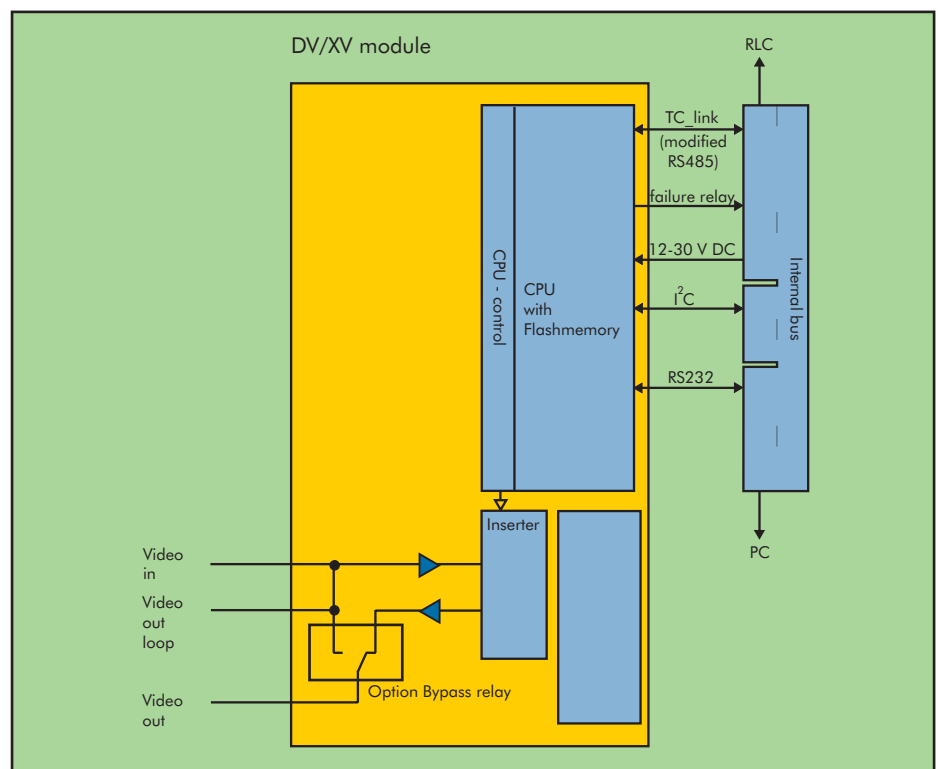 DV/XV module
RLC
TC_link
(modified
RS485)
failure relay
12-30 V DC
I²C
RS232
Internal bus
PC
CPU - control
CPU
with
Flashmemory
Inserter
Video
in
Video
out
loop
Option Bypass relay
Video
out